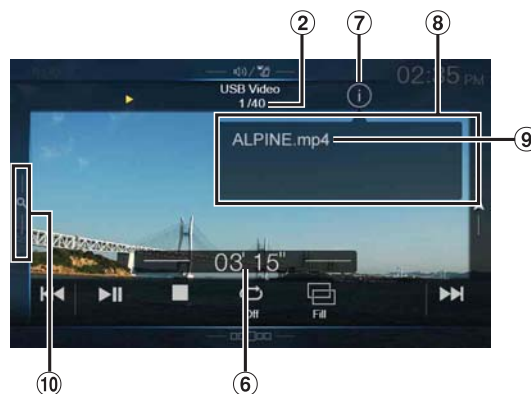 ② ⑦ ⑧
02:35 PM
USB Video
1/40
ALPINE.mp4 ⑨
03' 15"
Off Fill
⑩ ⑥